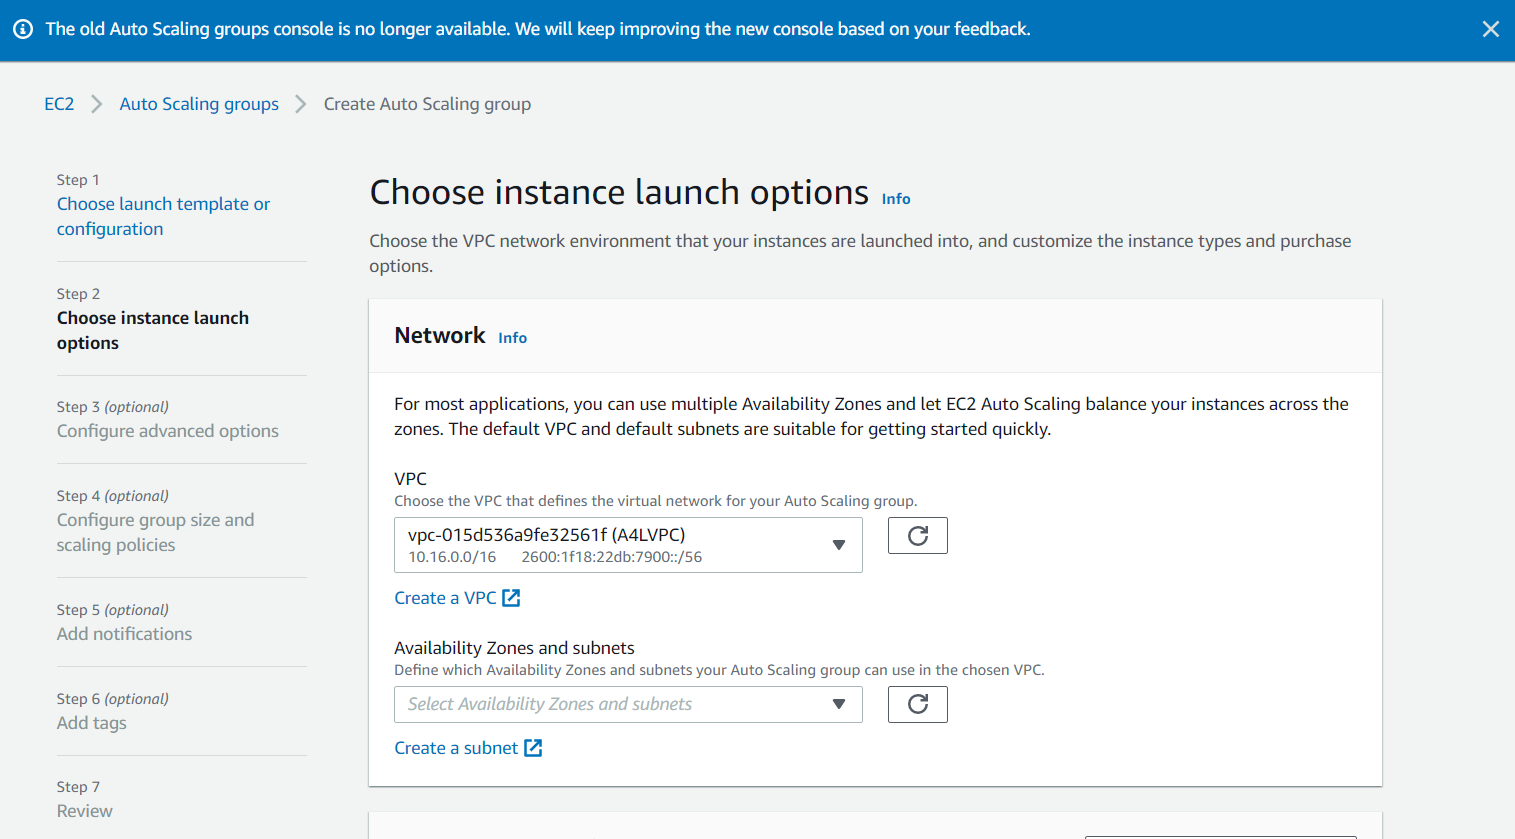 The old Auto Scaling groups console is no longer available. We will keep improving the new console based on your feedback.
EC2 > Auto Scaling groups > Create Auto Scaling group
Step 1
Choose launch template or
configuration
Step 2
Choose instance launch
options
Step 3 (optional)
Configure advanced options
Step 4 (optional)
Configure group size and
scaling policies
Step 5 (optional)
Add notifications
Step 6 (optional)
Add tags
Step 7
Review
Choose instance launch options Info
Choose the VPC network environment that your instances are launched into, and customize the instance types and purchase
options.
Network Info
For most applications, you can use multiple Availability Zones and let EC2 Auto Scaling balance your instances across the
zones. The default VPC and default subnets are suitable for getting started quickly.
VPC
Choose the VPC that defines the virtual network for your Auto Scaling group.
vpc-015d536a9fe32561f (A4LVPC)
10.16.0.0/16 2600:1f18:22db:7900::/56
Create a VPC
Availability Zones and subnets
Define which Availability Zones and subnets your Auto Scaling group can use in the chosen VPC.
Select Availability Zones and subnets
Create a subnet